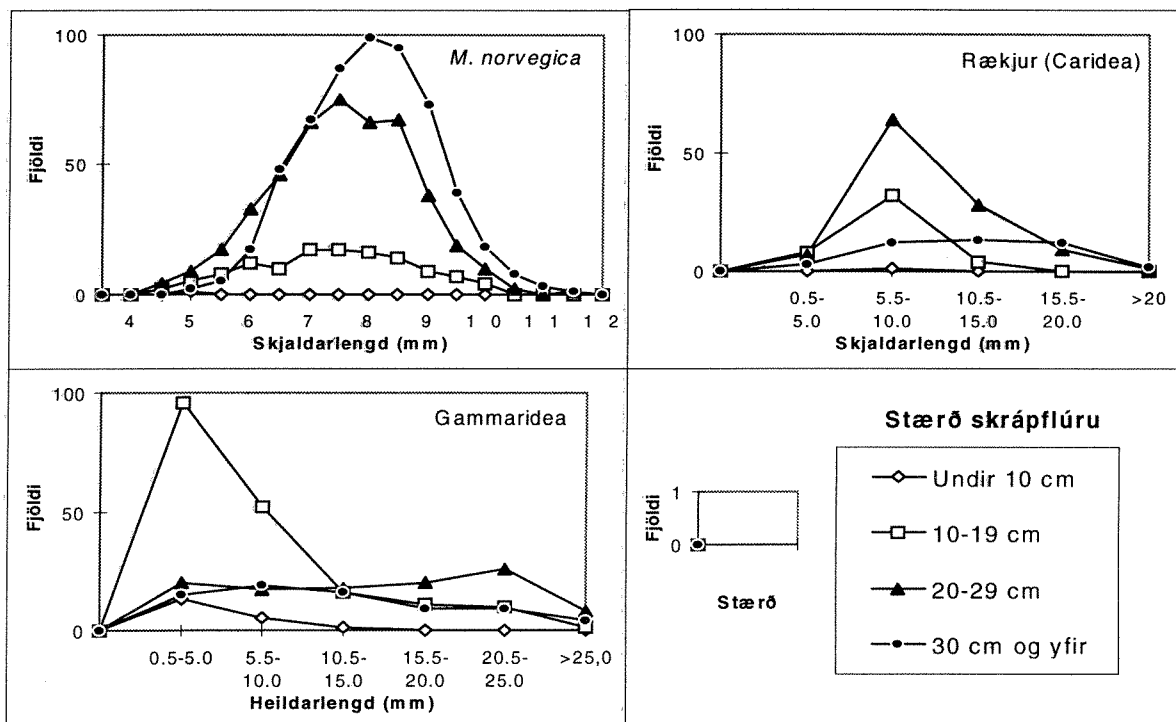 100
M. norvegica
Fjöldi
50
0
4 5 6 7 8 9 1 0 1 1 1 2
Skjaldarlengd (mm)
100
Rækjur (Caridea)
Fjöldi
50
0
0.5- 5.5- 10.5- 15.5- >20
5.0 10.0 15.0 20.0
Skjaldarlengd (mm)
100
Gammaridea
Fjöldi
50
0
0.5-5.0 5.5- 10.5- 15.5- 20.5- >25,0
10.0 15.0 20.0 25.0
Heildarlengd (mm)
1
Fjöldi
0
Stærð
Stærð skrápflúru
Undir 10 cm
10-19 cm
20-29 cm
30 cm og yfir